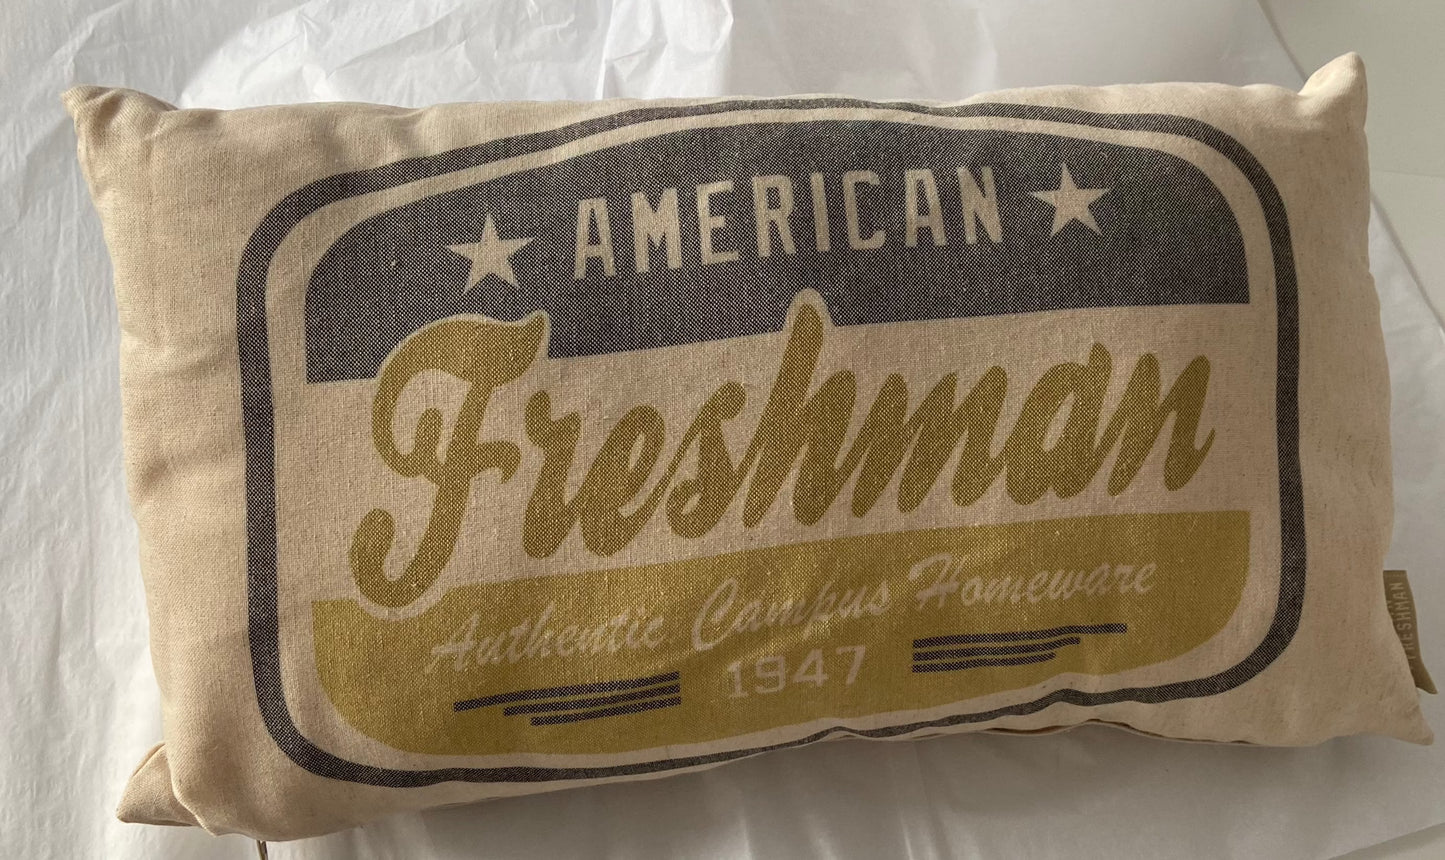 AMERICAN
Freshman
Authentic Campus Homeware
1947
FRESHMAN